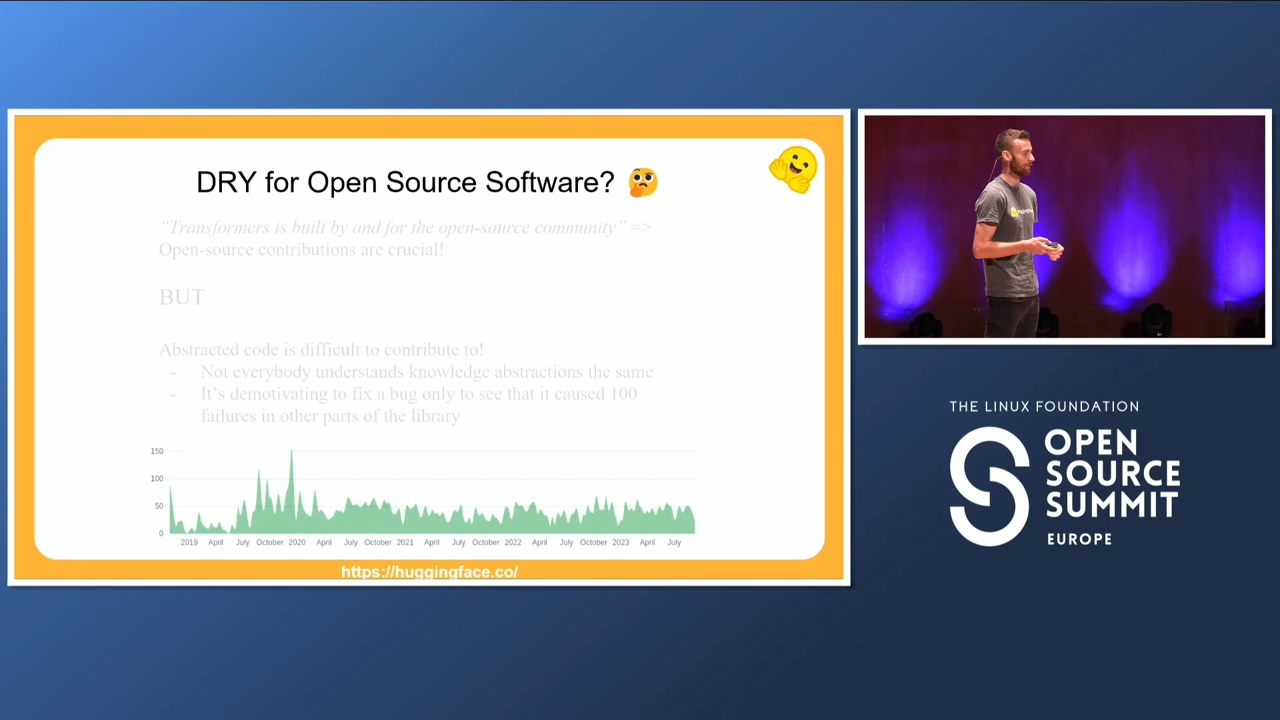 DRY for Open Source Software? 🤔
“Transformers is built by and for the open-source community” =>
Open-source contributions are crucial!
BUT
Abstracted code is difficult to contribute to!
- Not everybody understands knowledge abstractions the same
- It’s demotivating to fix a bug only to see that it caused 100
failures in other parts of the library
150
100
50
0
2019 April July October 2020 April July October 2021 April July October 2022 April July October 2023 April July
https://huggingface.co/
THE LINUX FOUNDATION
OPEN
SOURCE
SUMMIT
EUROPE